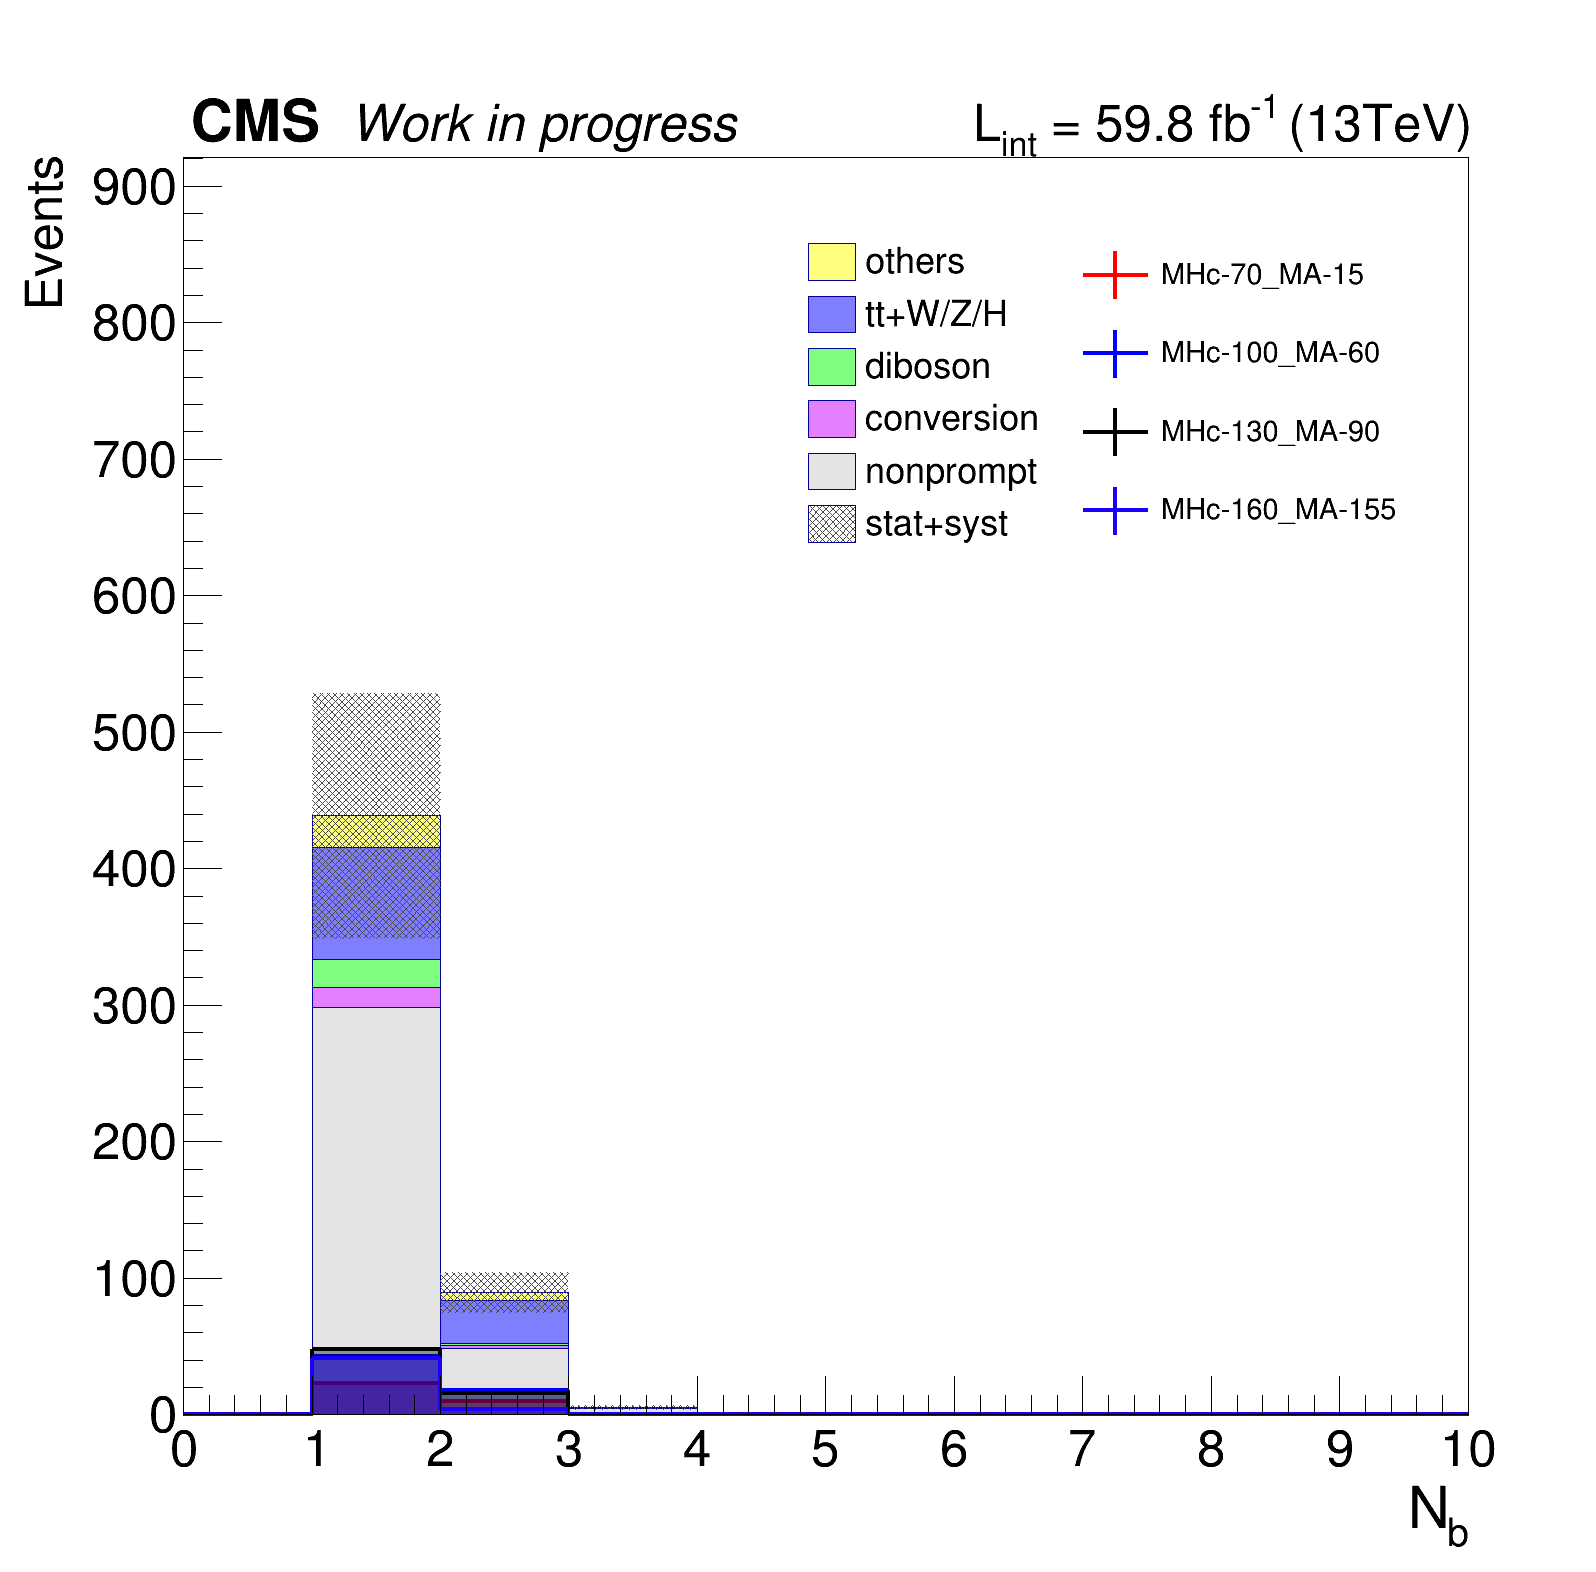 CMS Work in progress
L_int = 59.8 fb^-1 (13TeV)
Events
900
800
700
600
500
400
300
200
100
0
others
tt+W/Z/H
diboson
conversion
nonprompt
stat+syst
MHc-70_MA-15
MHc-100_MA-60
MHc-130_MA-90
MHc-160_MA-155
0 1 2 3 4 5 6 7 8 9 10
N_b